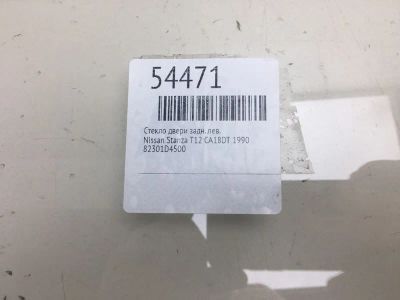 54471
Стекло двери задн. лев.
Nissan Stanza T12 CA18DT 1990
82301D4500